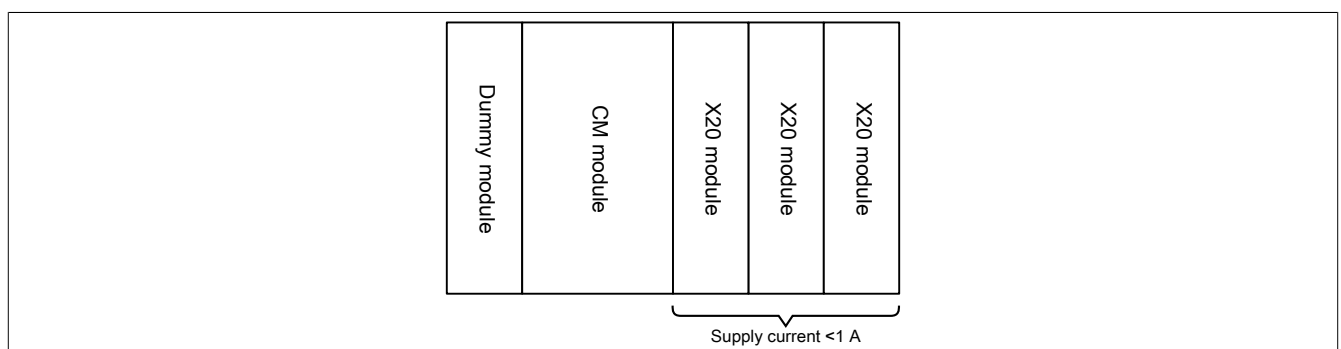 Dummy module
CM module
X20 module
X20 module
X20 module
Supply current <1 A